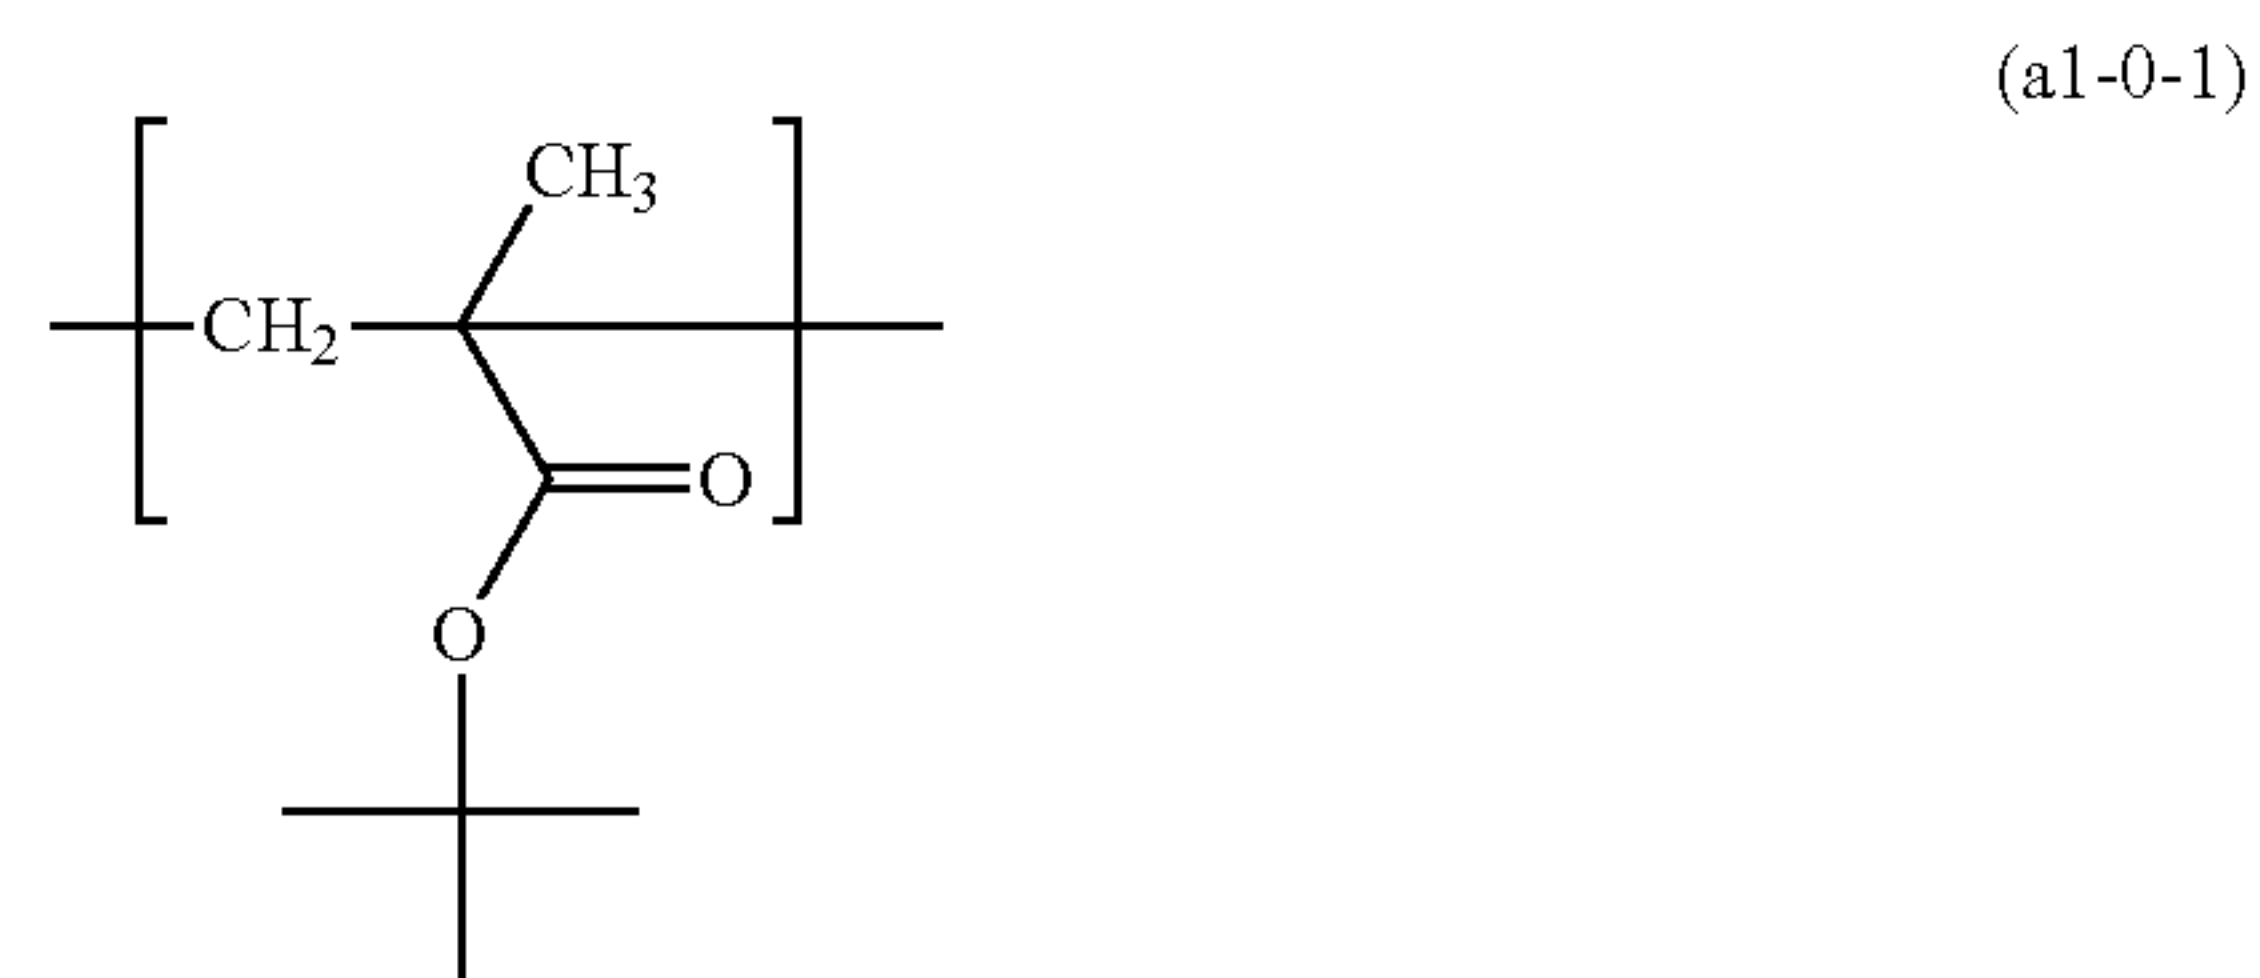 (a1-0-1)
CH₃
CH₂
O
O